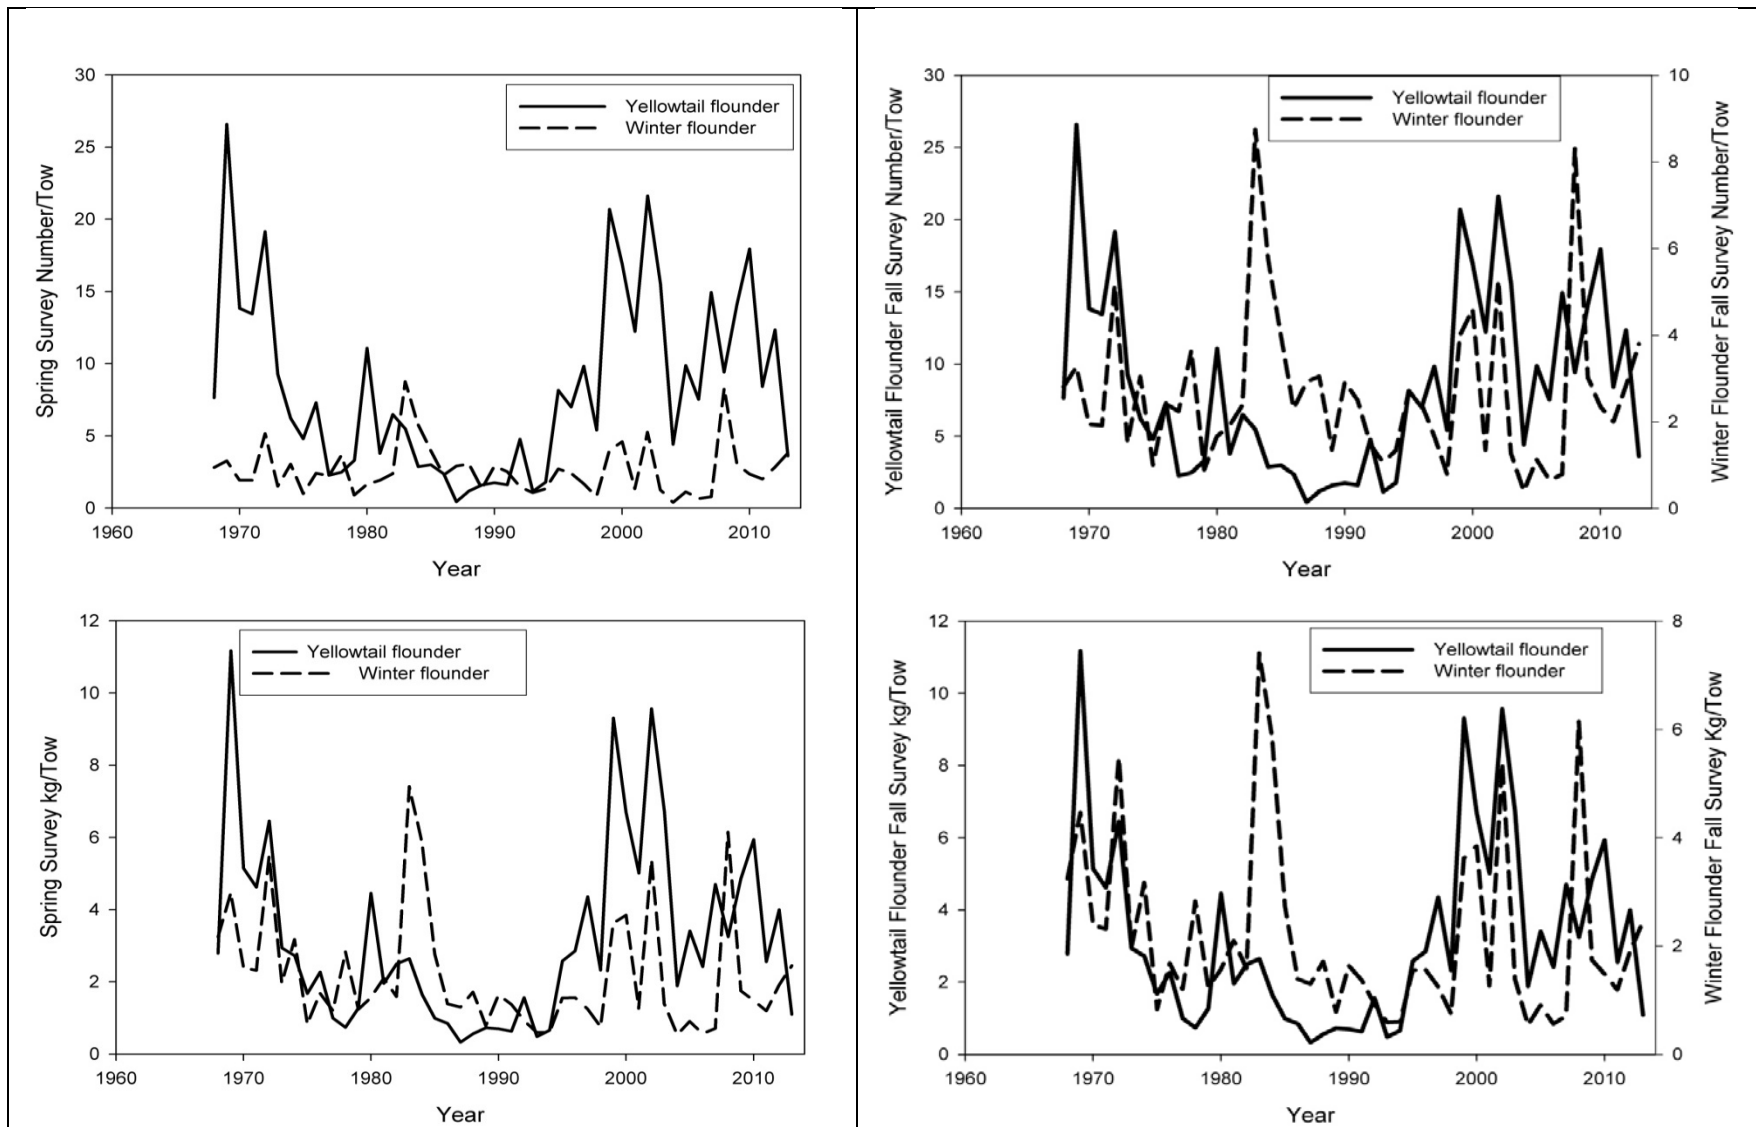 Spring Survey Number/Tow
30
25
20
15
10
5
0
Yellowtail flounder
Winter flounder
1960 1970 1980 1990 2000 2010
Year
Yellowtail Flounder Fall Survey Number/Tow
30
25
20
15
10
5
0
Yellowtail flounder
Winter flounder
10
8
6
4
2
0
Winter Flounder Fall Survey Number/Tow
1960 1970 1980 1990 2000 2010
Year
Spring Survey kg/Tow
12
10
8
6
4
2
0
Yellowtail flounder
Winter flounder
1960 1970 1980 1990 2000 2010
Year
Yellowtail Flounder Fall Survey kg/Tow
12
10
8
6
4
2
0
Yellowtail flounder
Winter flounder
8
6
4
2
0
Winter Flounder Fall Survey Kg/Tow
1960 1970 1980 1990 2000 2010
Year